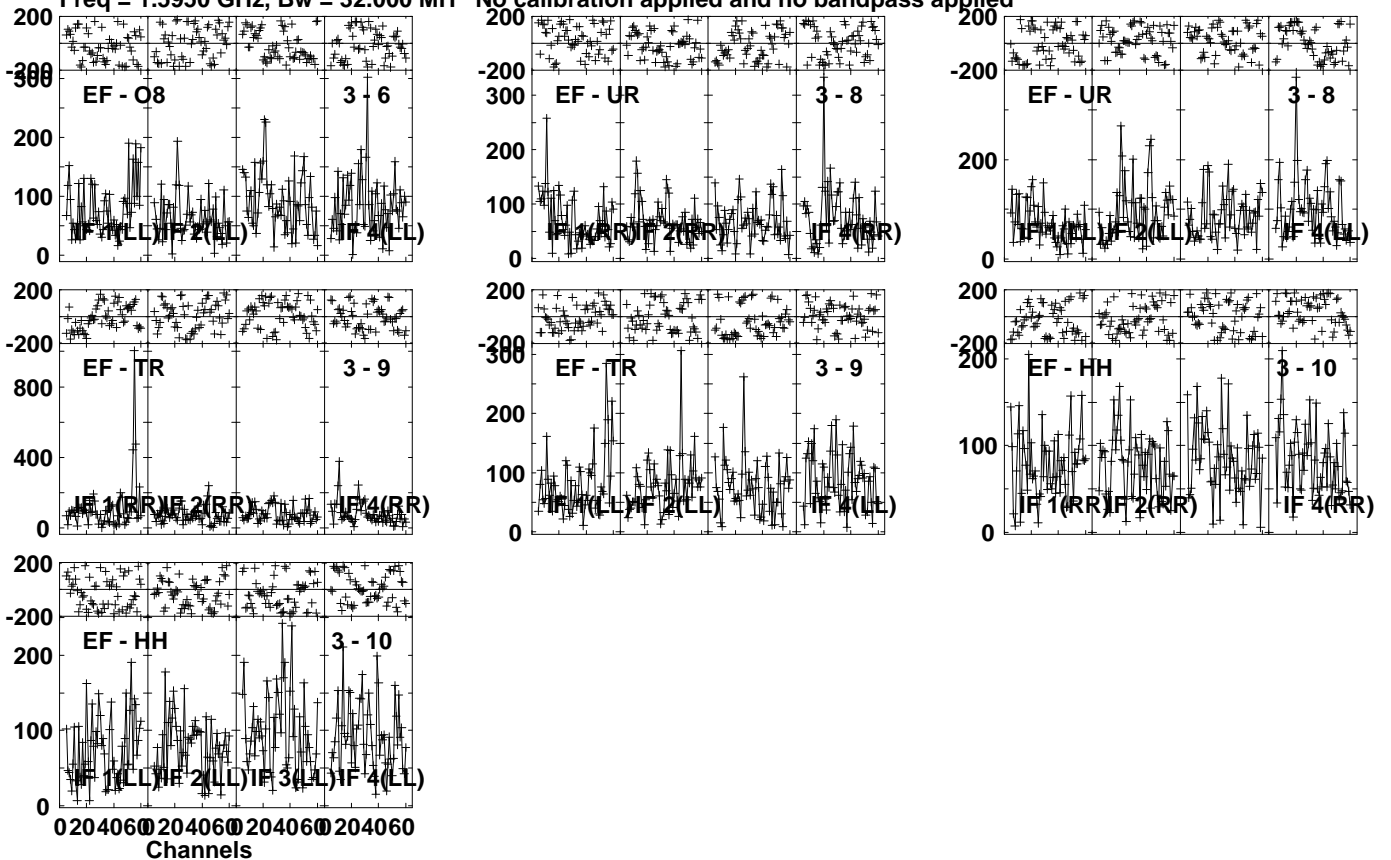 Freq = 1.5950 GHz, Bw = 32.000 MH No calibration applied and no bandpass applied
200
-200
300
200
100
0
EF - O8
3 - 6
IF 1(LL)
IF 2(LL)
IF 4(LL)
200
-200
300
200
100
0
EF - UR
3 - 8
IF 1(RR)
IF 2(RR)
IF 4(RR)
200
-200
200
0
EF - UR
3 - 8
IF 1(LL)
IF 2(LL)
IF 4(LL)
200
-200
800
400
0
EF - TR
3 - 9
IF 1(RR)
IF 2(RR)
IF 4(RR)
200
-200
300
200
100
0
EF - TR
3 - 9
IF 1(LL)
IF 2(LL)
IF 4(LL)
200
-200
200
100
0
EF - HH
3 - 10
IF 1(RR)
IF 2(RR)
IF 4(RR)
200
-200
200
100
0
EF - HH
3 - 10
IF 1(LL)
IF 2(LL)
IF 3(LL)
IF 4(LL)
0 20 40 60 0 20 40 60 0 20 40 60 0 20 40 60
Channels